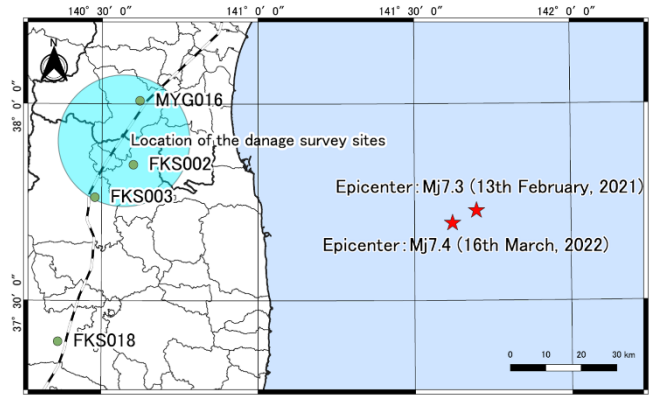 140° 30′ 0″
141° 0′ 0″
141° 30′ 0″
142° 0′ 0″
N
38° 0′ 0″
MYG016
Location of the danage survey sites
FKS002
FKS003
Epicenter:Mj7.3 (13th February, 2021)
Epicenter:Mj7.4 (16th March, 2022)
37° 30′ 0″
FKS018
0 10 20 30 km